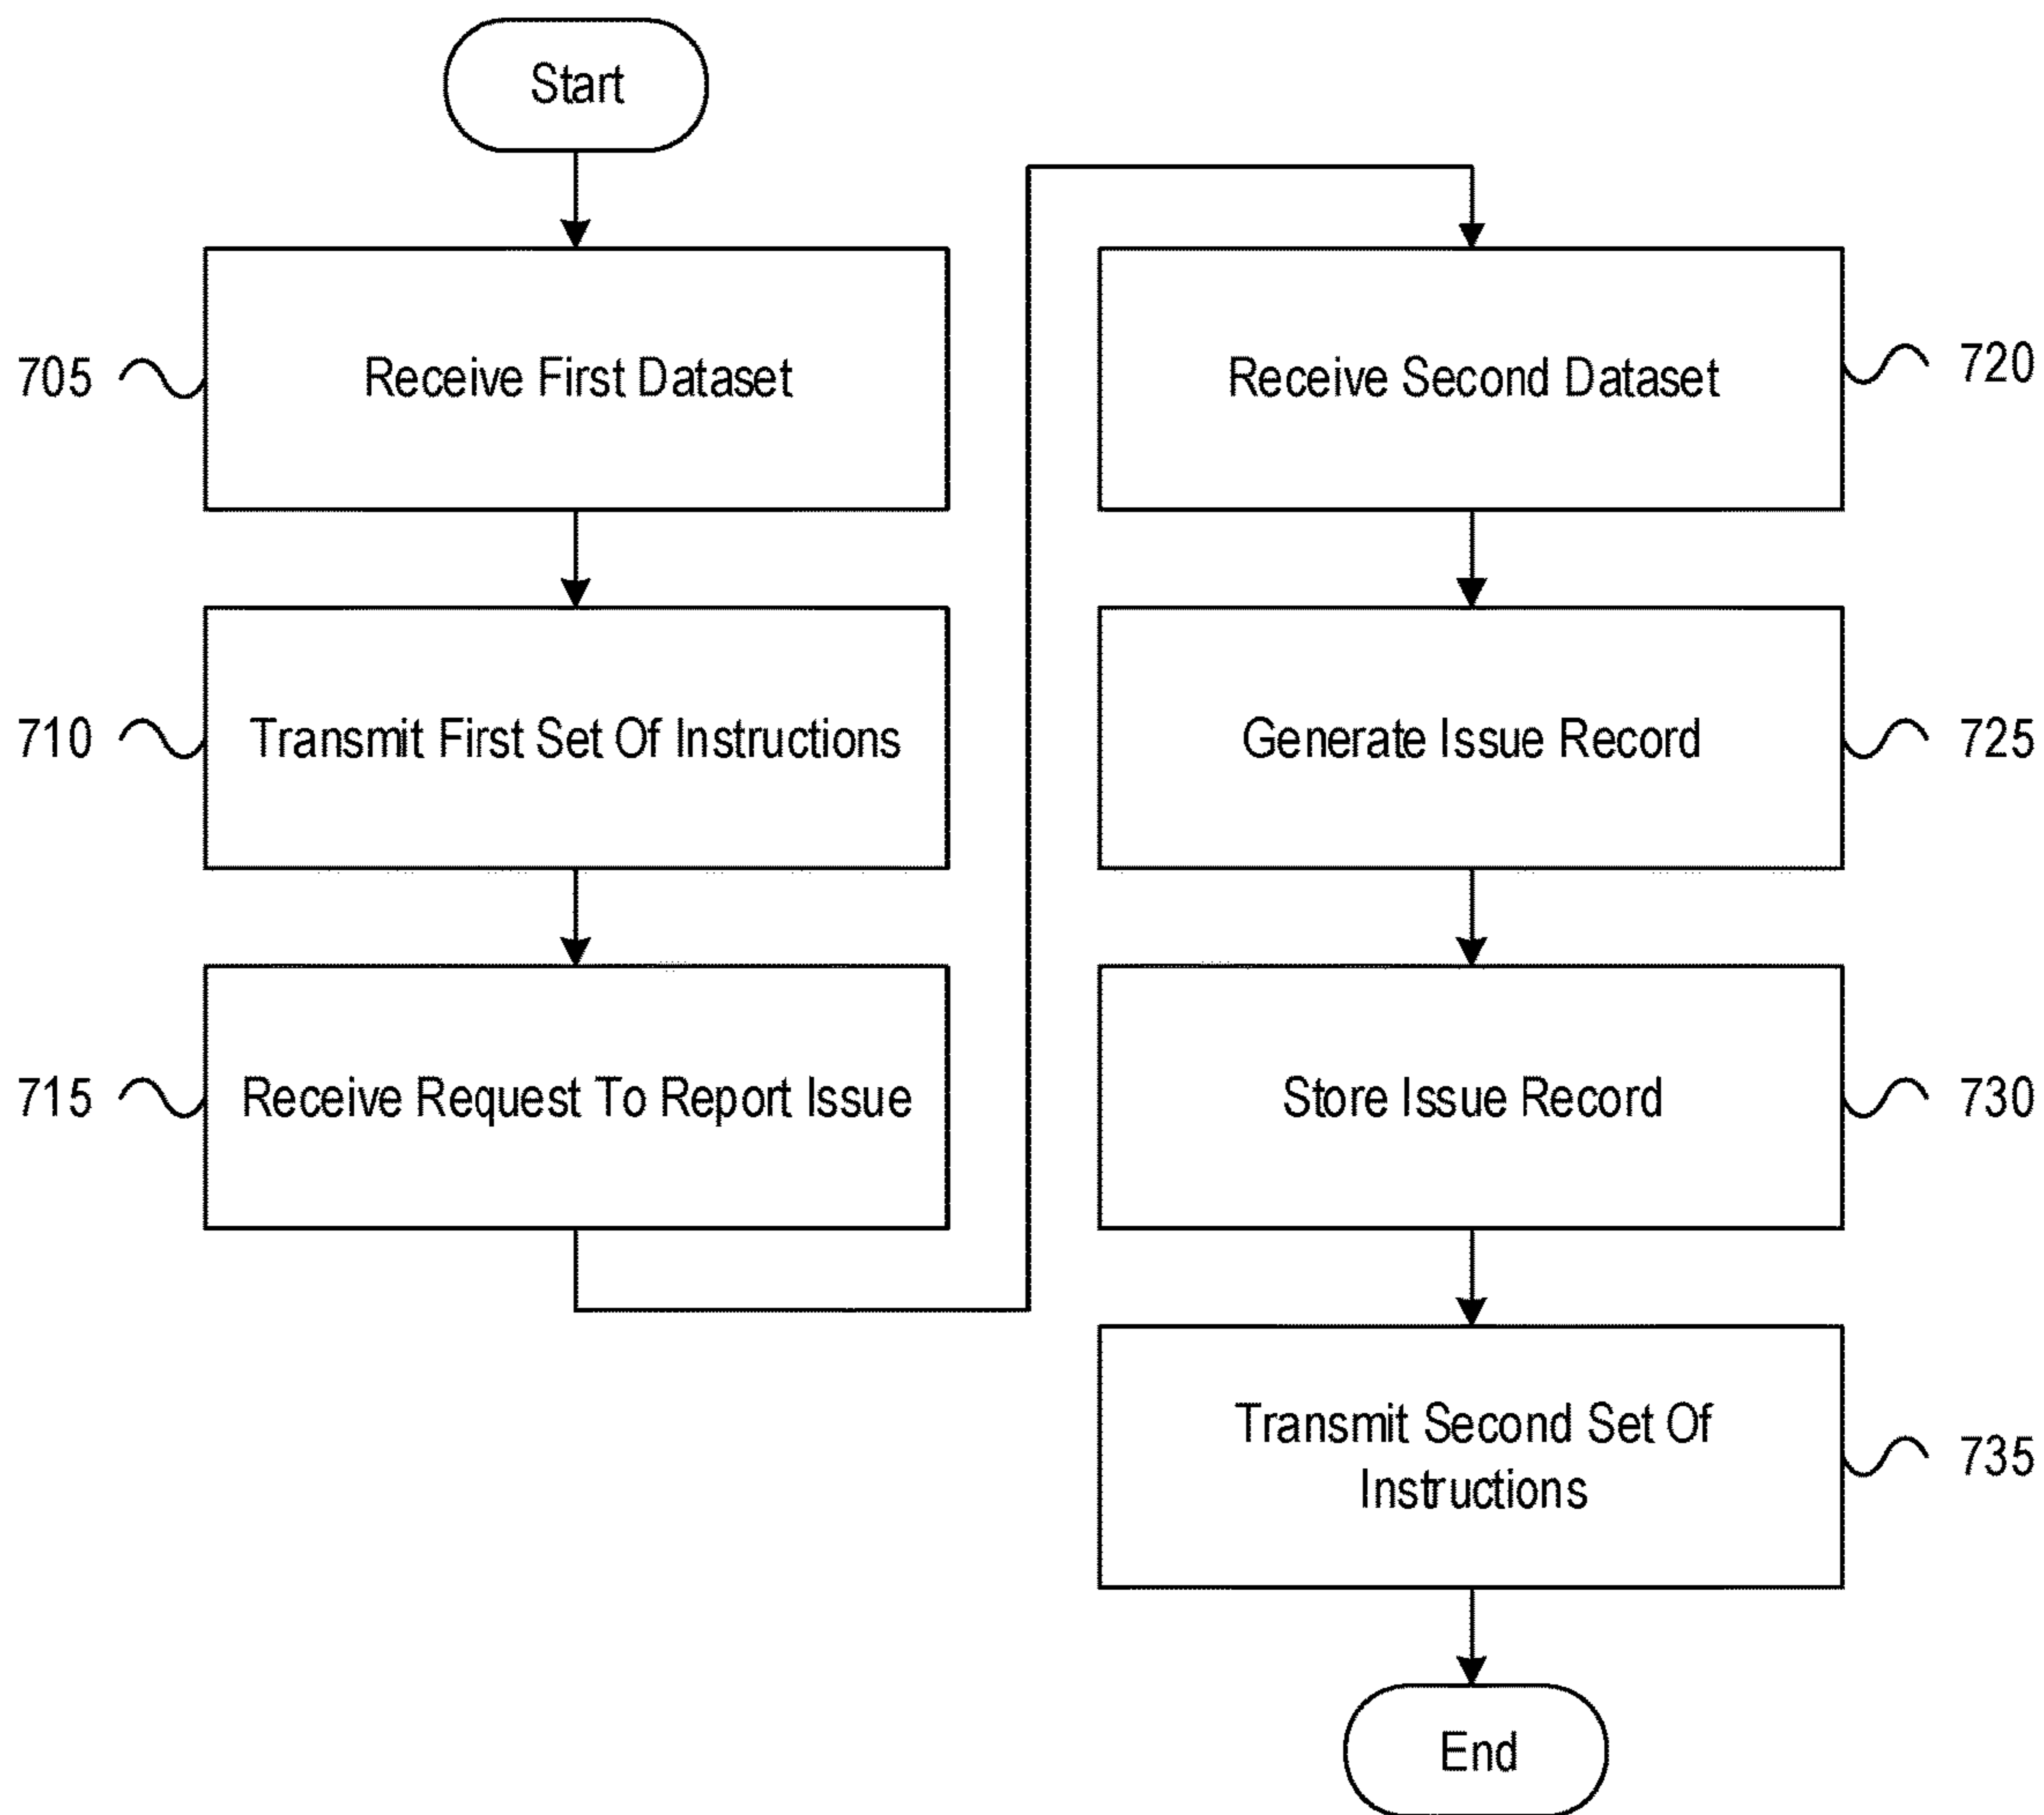 Start
705
Receive First Dataset
710
Transmit First Set Of Instructions
715
Receive Request To Report Issue
Receive Second Dataset
720
Generate Issue Record
725
Store Issue Record
730
Transmit Second Set Of
Instructions
735
End